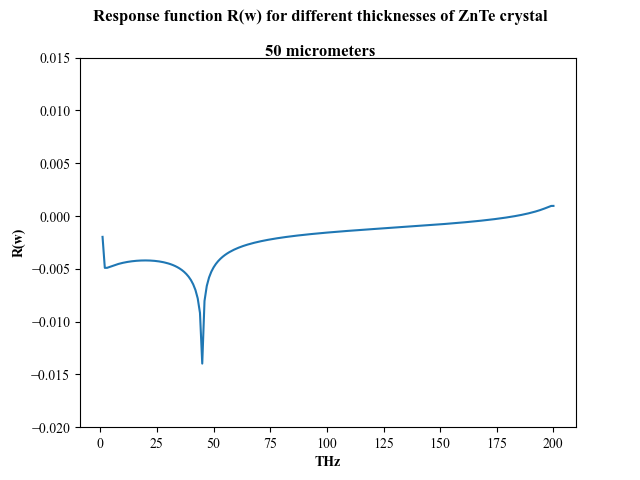 Response function R(w) for different thicknesses of ZnTe crystal
50 micrometers
0.015
0.010
0.005
0.000
−0.005
−0.010
−0.015
−0.020
R(w)
0 25 50 75 100 125 150 175 200
THz